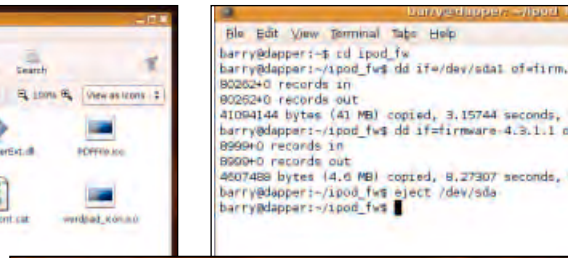 Search
100%
View as Icons
PDFFile.ico
wordpad_icon.ico
barry@dapper: ~/ipod
File Edit View Terminal Tabs Help
barry@dapper:~$ cd ipod_fw
barry@dapper:~/ipod_fw$ dd if=/dev/sda1 of=firm.
80262+0 records in
80262+0 records out
41094144 bytes (41 MB) copied, 3.15744 seconds,
barry@dapper:~/ipod_fw$ dd if=firmware-4.3.1.1 o
8999+0 records in
8999+0 records out
4607488 bytes (4.6 MB) copied, 8.27307 seconds,
barry@dapper:~/ipod_fw$ eject /dev/sda
barry@dapper:~/ipod_fw$